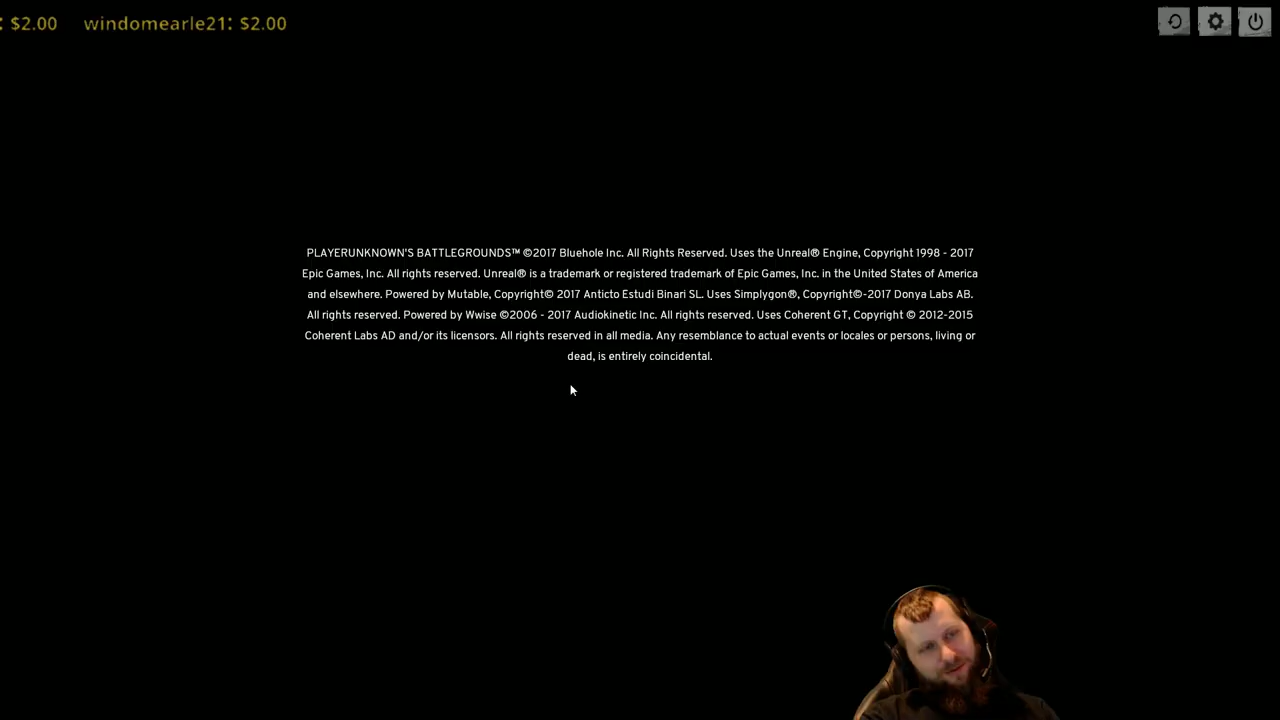 : $2.00 windomearle21: $2.00
PLAYERUNKNOWN'S BATTLEGROUNDS™ ©2017 Bluehole Inc. All Rights Reserved. Uses the Unreal® Engine, Copyright 1998 - 2017
Epic Games, Inc. All rights reserved. Unreal® is a trademark or registered trademark of Epic Games, Inc. in the United States of America
and elsewhere. Powered by Mutable, Copyright© 2017 Anticto Estudi Binari SL. Uses Simplygon®, Copyright©-2017 Donya Labs AB.
All rights reserved. Powered by Wwise ©2006 - 2017 Audiokinetic Inc. All rights reserved. Uses Coherent GT, Copyright © 2012-2015
Coherent Labs AD and/or its licensors. All rights reserved in all media. Any resemblance to actual events or locales or persons, living or
dead, is entirely coincidental.